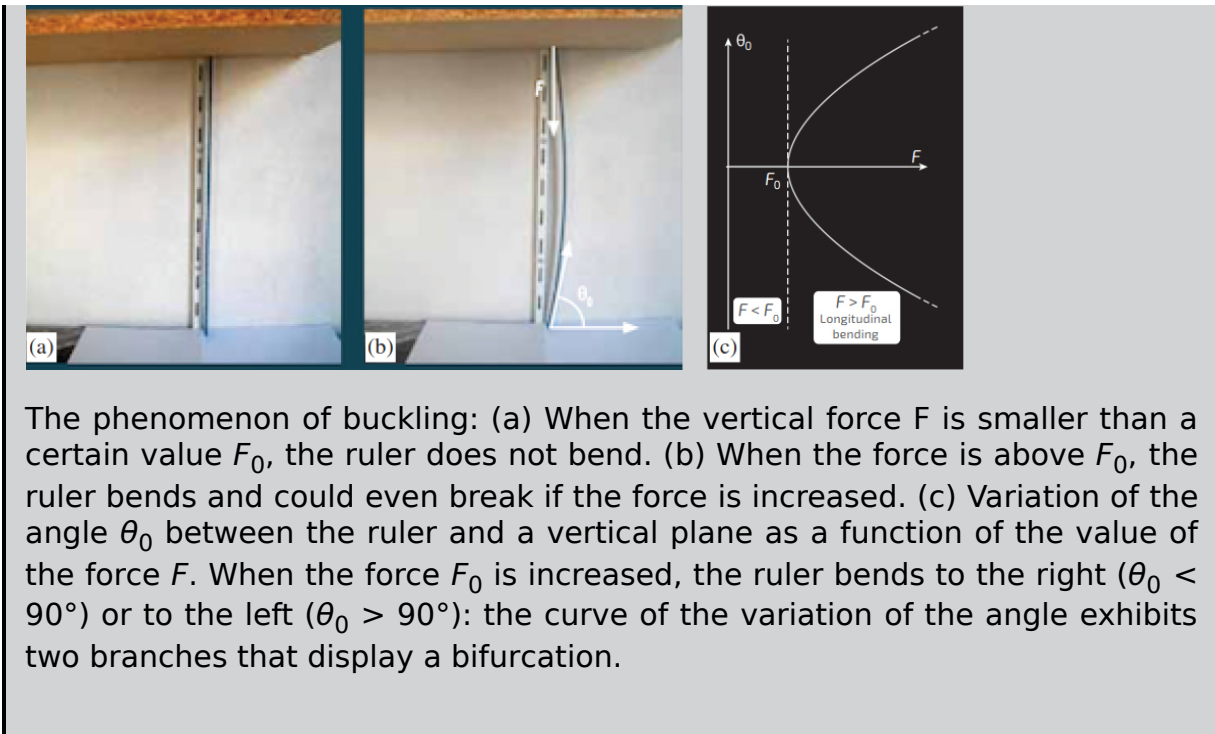 F
θ₀
(a)
(b)
θ₀
F
F₀
F < F₀
F > F₀
Longitudinal
bending
(c)
The phenomenon of buckling: (a) When the vertical force F is smaller than a
certain value F₀, the ruler does not bend. (b) When the force is above F₀, the
ruler bends and could even break if the force is increased. (c) Variation of the
angle θ₀ between the ruler and a vertical plane as a function of the value of
the force F. When the force F₀ is increased, the ruler bends to the right (θ₀ <
90°) or to the left (θ₀ > 90°): the curve of the variation of the angle exhibits
two branches that display a bifurcation.